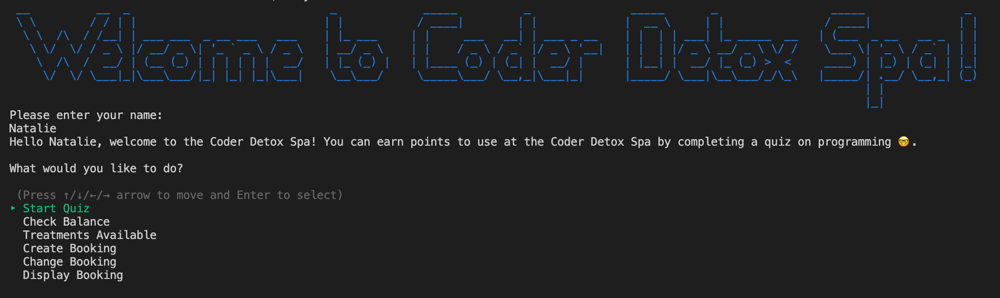 Welcome to Coder Detox Spa!
Please enter your name:
Natalie
Hello Natalie, welcome to the Coder Detox Spa! You can earn points to use at the Coder Detox Spa by completing a quiz on programming 🤓.
What would you like to do?
(Press ↑/↓/←/→ arrow to move and Enter to select)
‣ Start Quiz
Check Balance
Treatments Available
Create Booking
Change Booking
Display Booking